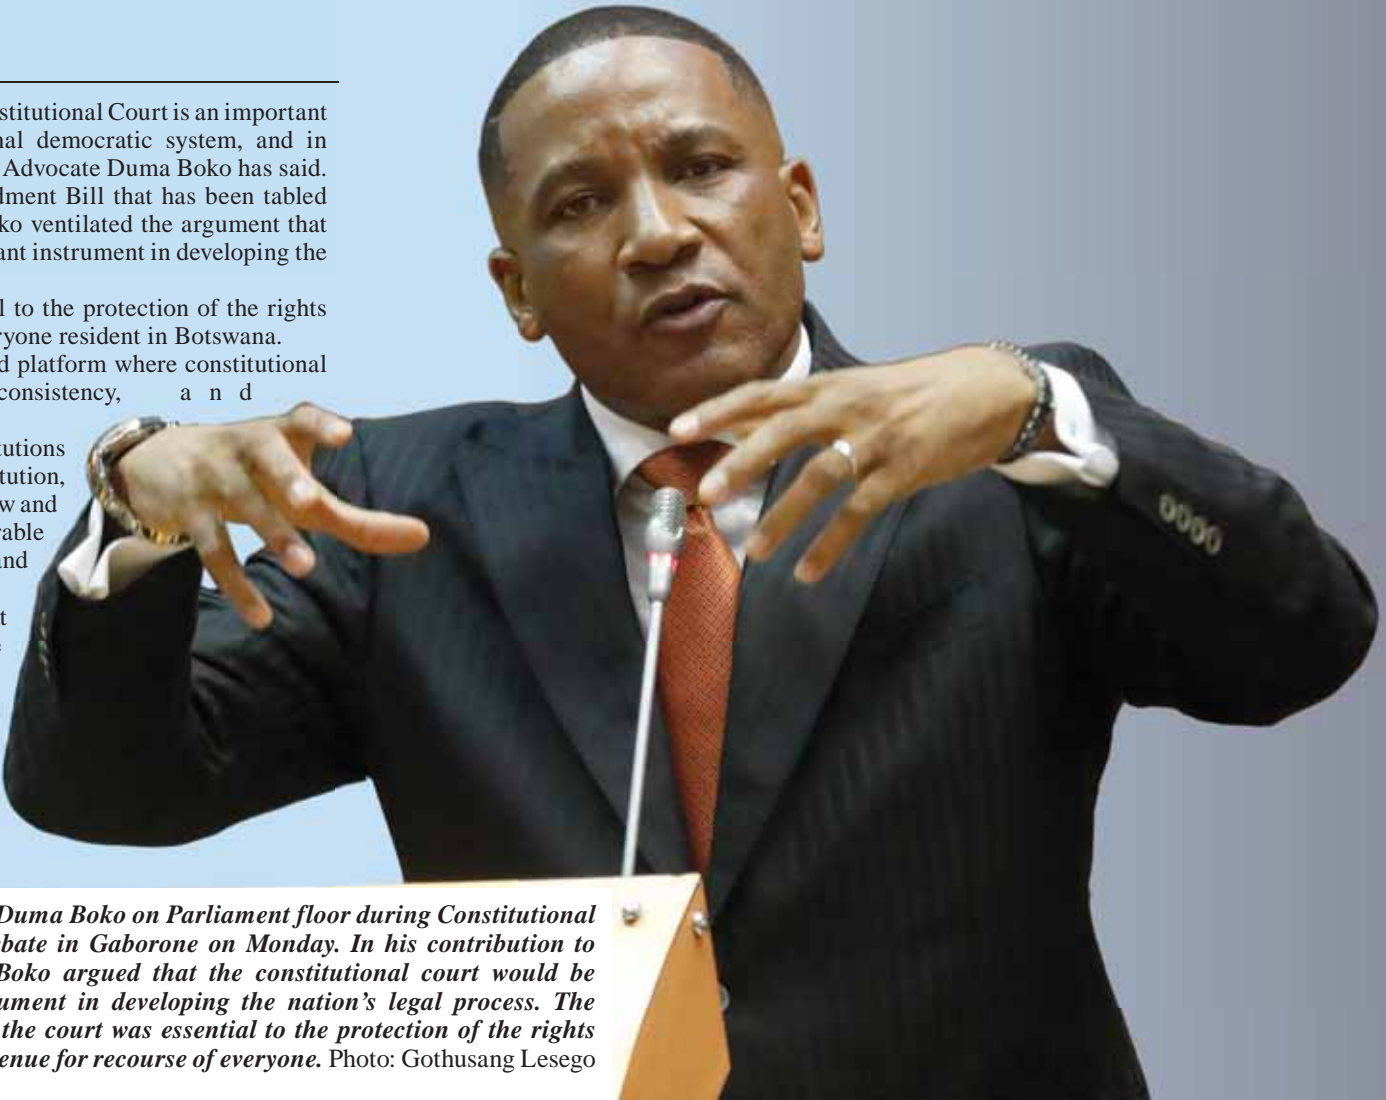 stitutional Court is an important
nal democratic system, and in
Advocate Duma Boko has said.
dment Bill that has been tabled
ko ventilated the argument that
ant instrument in developing the
l to the protection of the rights
ryone resident in Botswana.
d platform where constitutional
consistency, a n d
tutions
tution,
w and
rable
and
t
Duma Boko on Parliament floor during Constitutional
bate in Gaborone on Monday. In his contribution to
Boko argued that the constitutional court would be
ument in developing the nation's legal process. The
the court was essential to the protection of the rights
enue for recourse of everyone. Photo: Gothusang Lesego